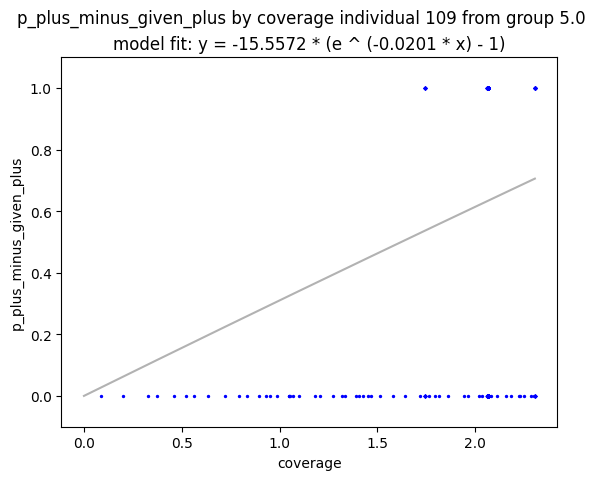 p_plus_minus_given_plus by coverage individual 109 from group 5.0
model fit: y = -15.5572 * (e ^ (-0.0201 * x) - 1)
p_plus_minus_given_plus
1.0
0.8
0.6
0.4
0.2
0.0
0.0 0.5 1.0 1.5 2.0
coverage